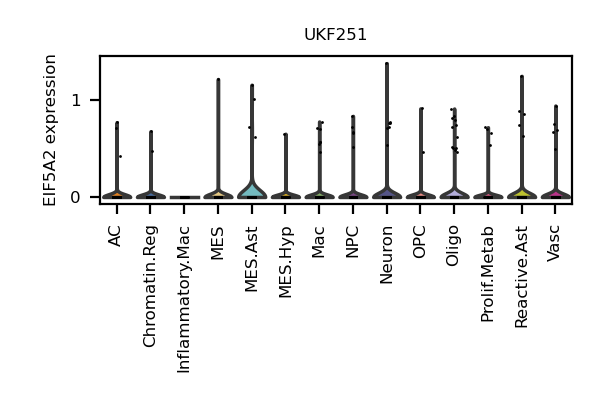 UKF251
EIF5A2 expression
1
0
AC
Chromatin.Reg
Inflammatory.Mac
MES
MES.Ast
MES.Hyp
Mac
NPC
Neuron
OPC
Oligo
Prolif.Metab
Reactive.Ast
Vasc